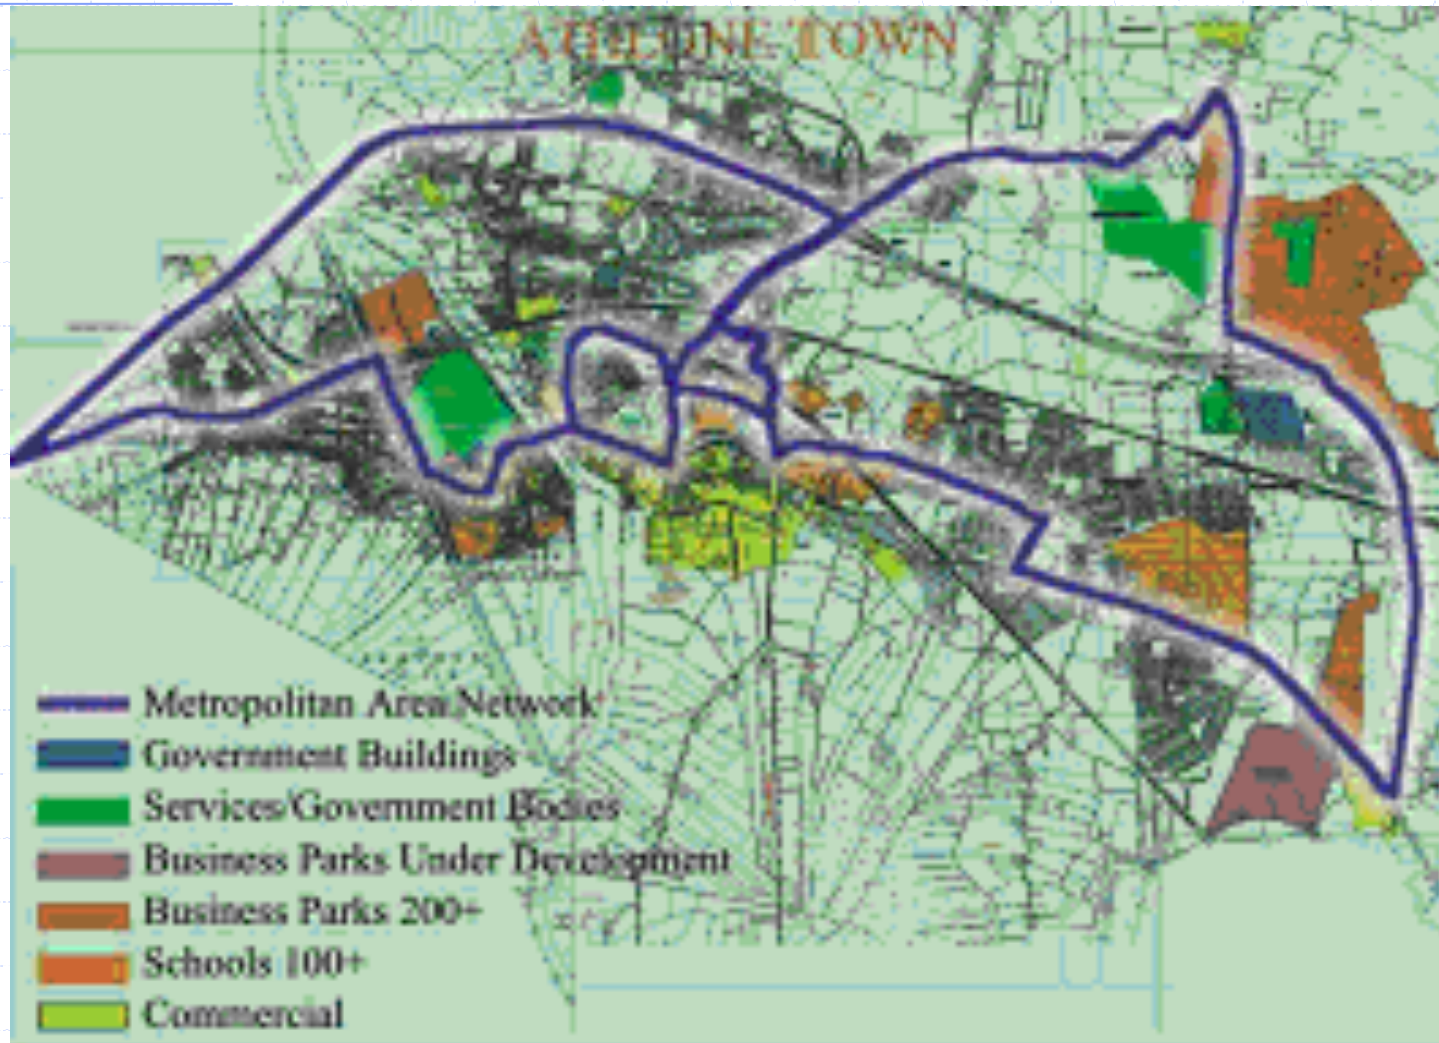 ATHLONE TOWN
Metropolitan Area Network
Government Buildings
Services/Government Bodies
Business Parks Under Development
Business Parks 200+
Schools 100+
Commercial